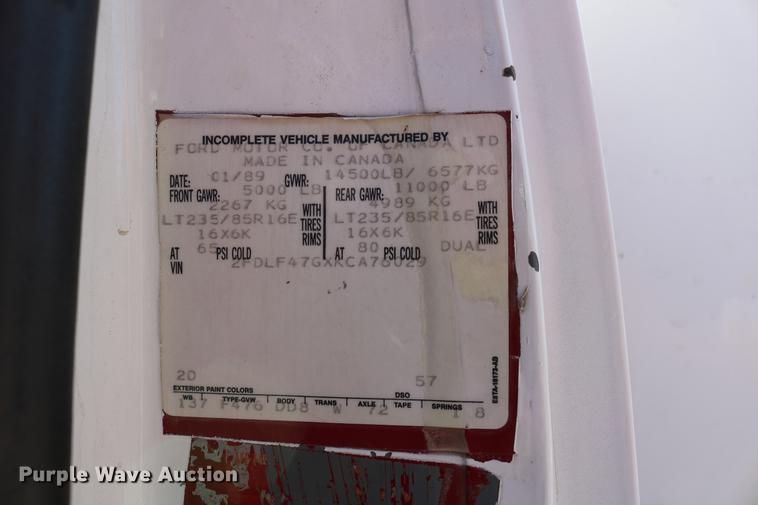 INCOMPLETE VEHICLE MANUFACTURED BY
FORD MOTOR CO. OF CANADA LTD
MADE IN CANADA
DATE: 01/89 GVWR: 14500LB/ 6577KG
FRONT GAWR: 5000 LB REAR GAWR: 11000 LB
2267 KG WITH 4989 KG WITH
LT235/85R16E TIRES LT235/85R16E TIRES
16X6K RIMS 16X6K RIMS
AT 65 PSI COLD AT 80 PSI COLD DUAL
VIN 2FDLF47GXKCA76029
20 57
EXTERIOR PAINT COLORS DSO
WB TYPE-GVW BODY TRANS AXLE TAPE SPRINGS
137 F476 DD8 W 72 1 8
E8TA-18173-AB
Purple Wave Auction